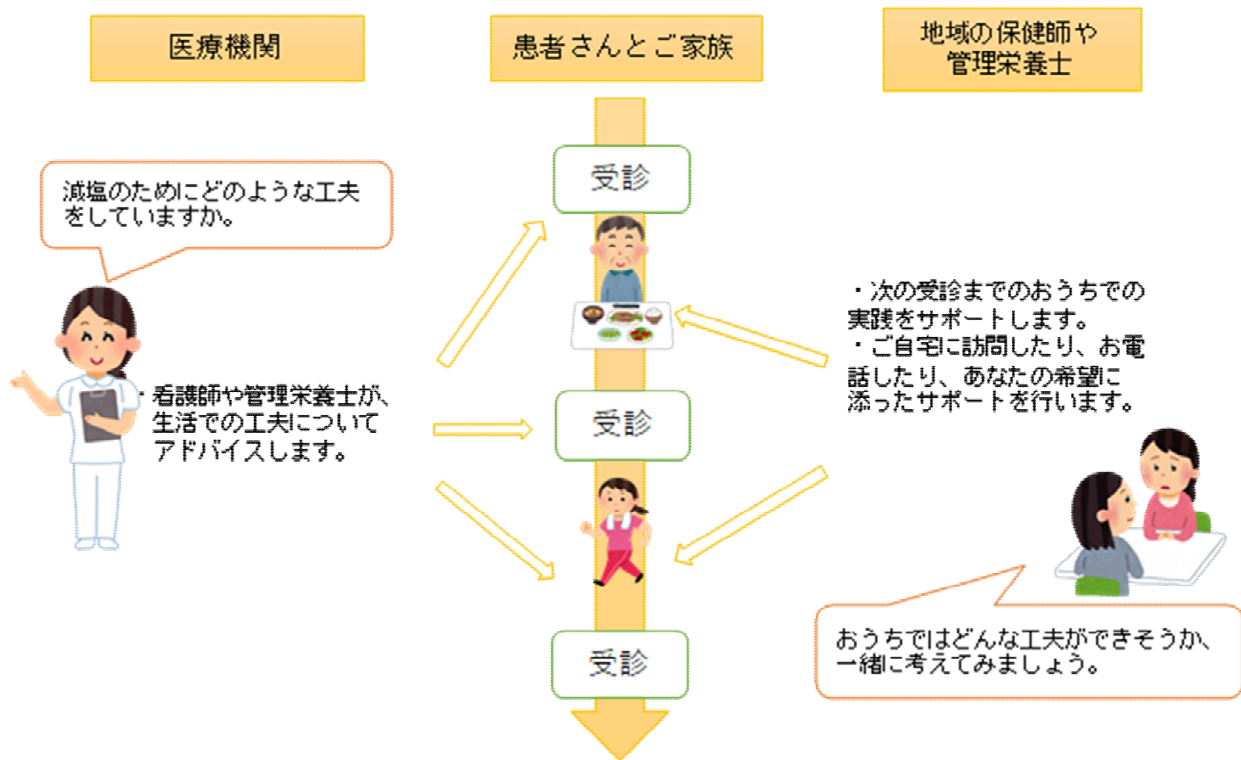 医療機関
患者さんとご家族
地域の保健師や
管理栄養士
受診
減塩のためにどのような工夫
をしていますか。
・看護師や管理栄養士が、
生活での工夫について
アドバイスします。
・次の受診までのおうちでの
実践をサポートします。
・ご自宅に訪問したり、お電
話したり、あなたの希望に
添ったサポートを行います。
受診
おうちではどんな工夫ができそうか、
一緒に考えてみましょう。
受診